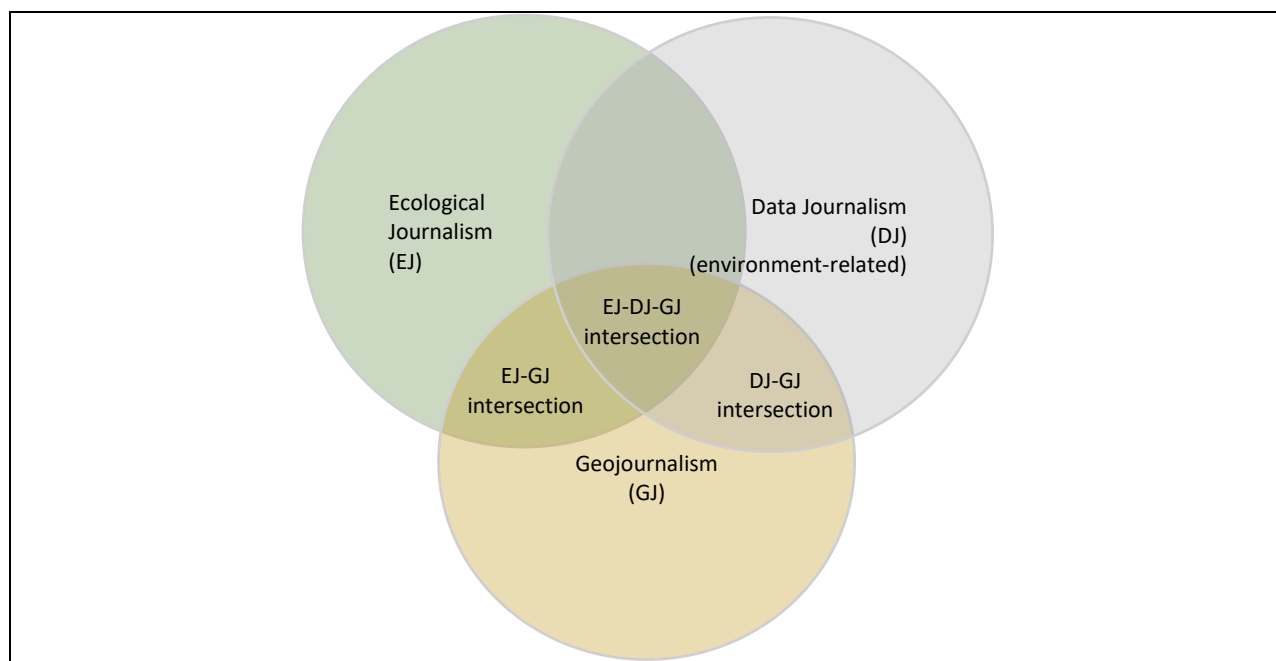 Ecological
Journalism
(EJ)
Data Journalism
(DJ)
(environment-related)
EJ-DJ-GJ
intersection
EJ-GJ
intersection
DJ-GJ
intersection
Geojournalism
(GJ)